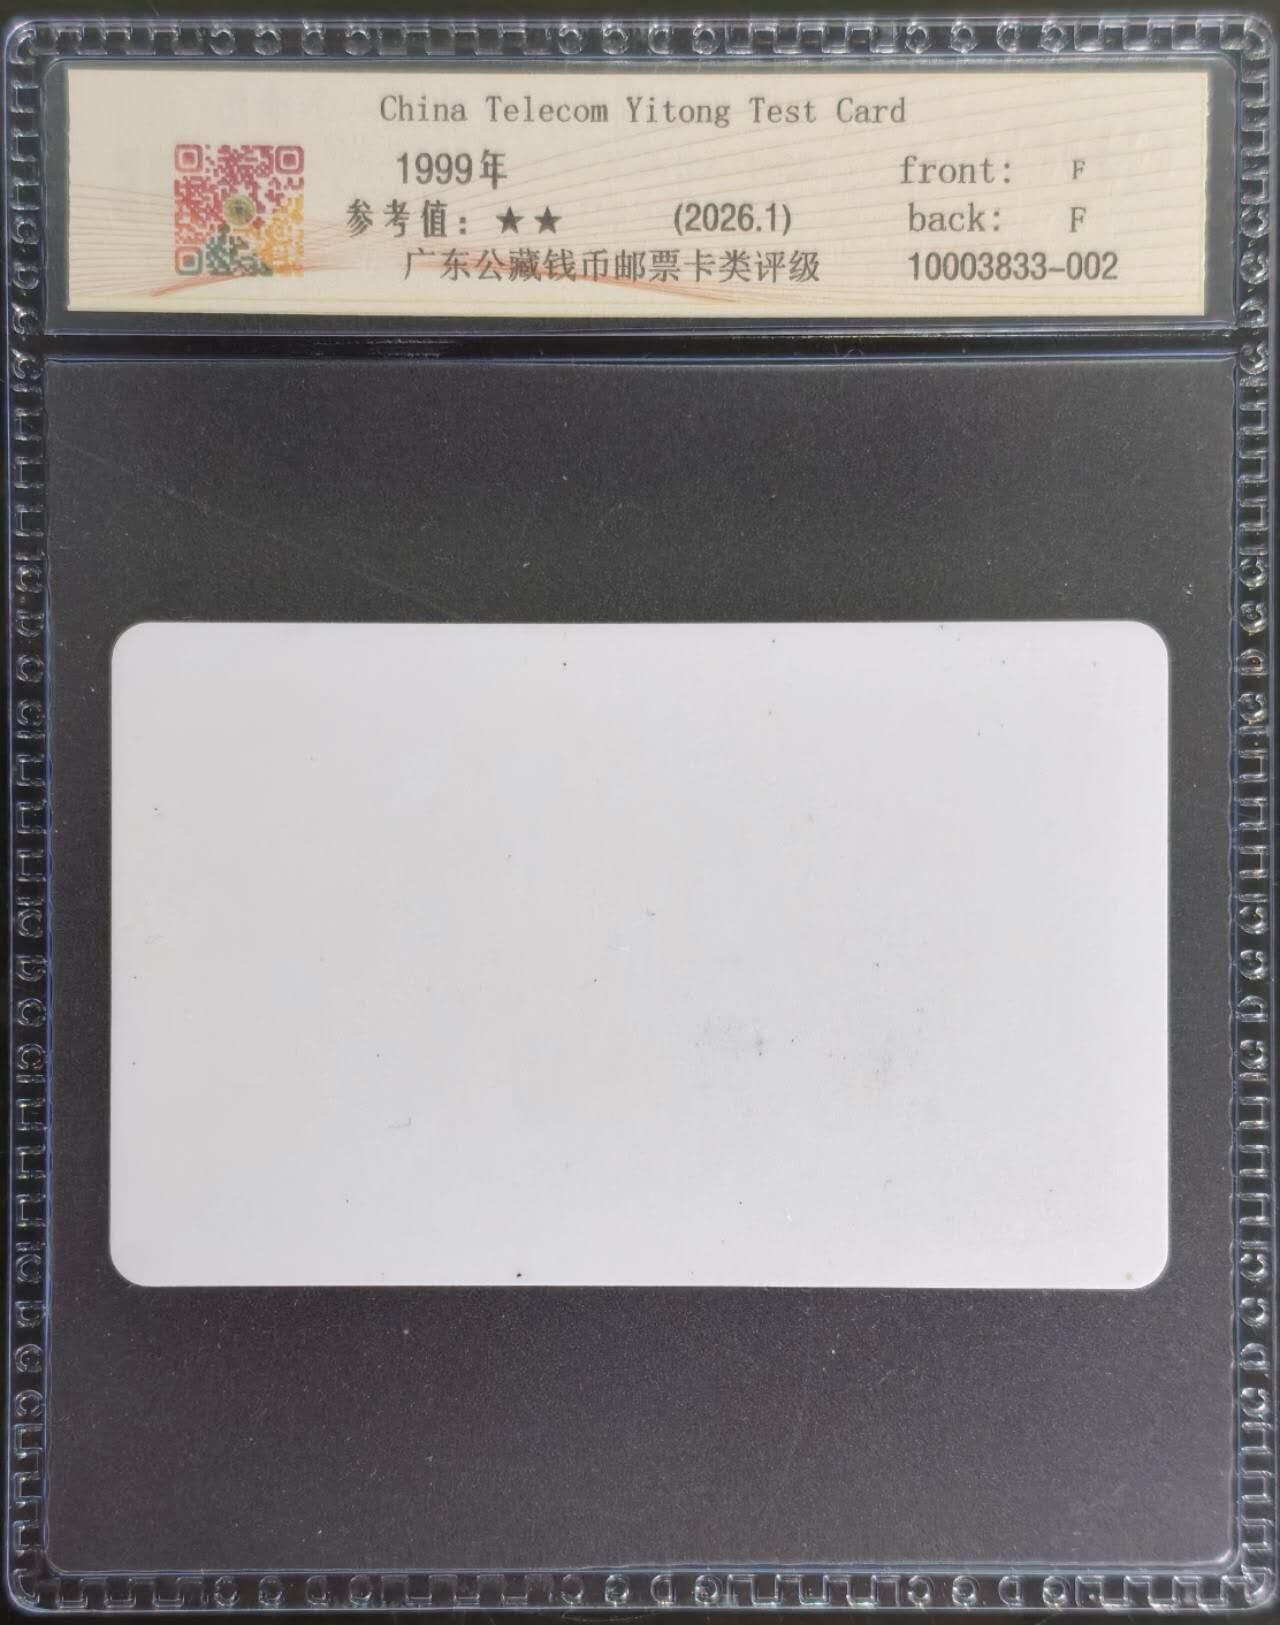 China Telecom Yitong Test Card
1999年 front: F
参考值：★★ (2026.1) back: F
广东公藏钱币邮票卡类评级 10003833-002